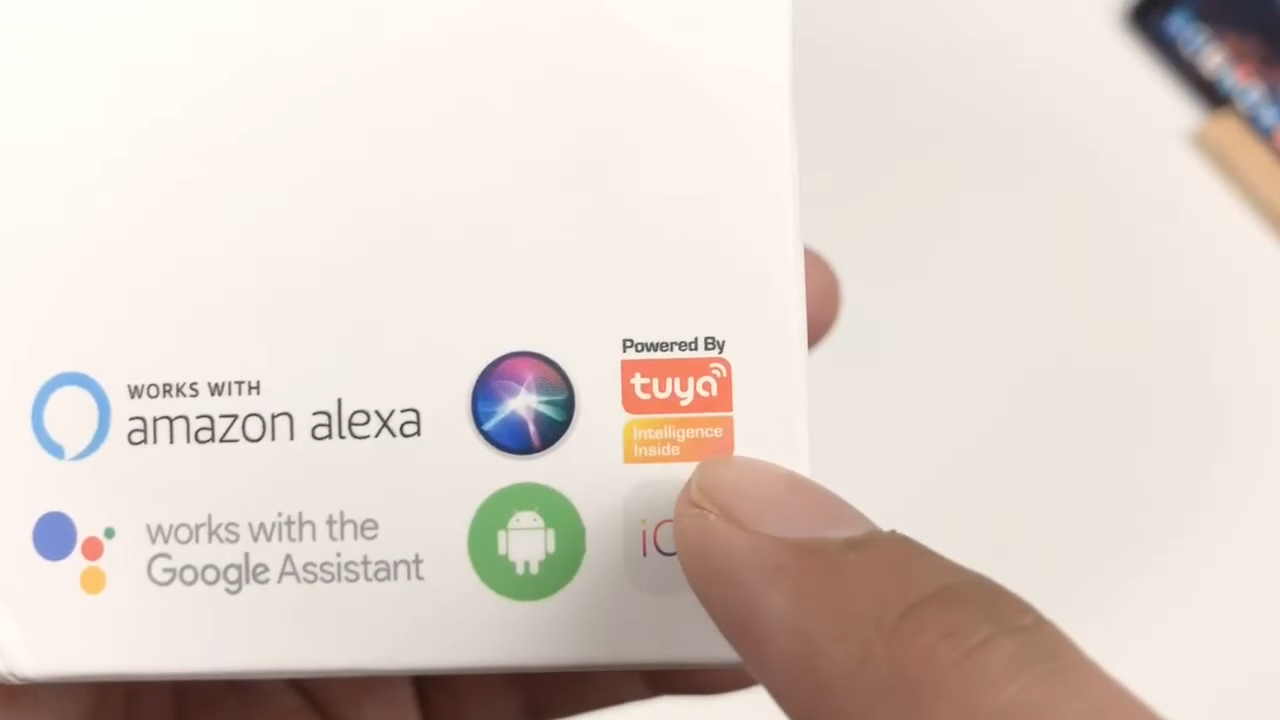 WORKS WITH
amazon alexa
Powered By
tuya
Intelligence
Inside
works with the
Google Assistant